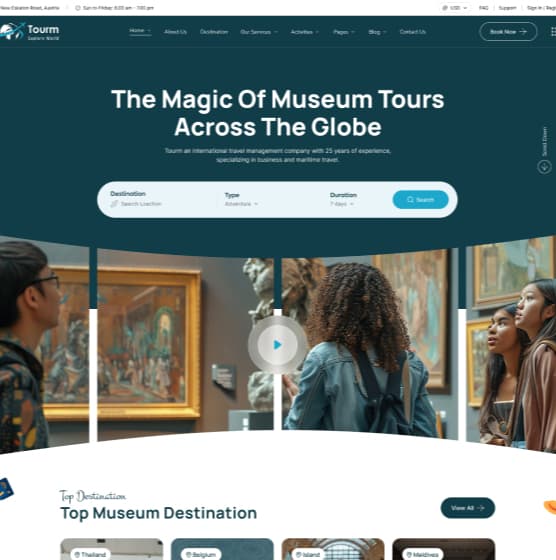 New Elcalon Road, Austria
Sun to Friday: 8.00 am - 7.00 pm
USD
FAQ
Support
Sign In /
Tourm
Explore World
Home
About Us
Destination
Our Services
Activities
Pages
Blog
Contact Us
Book Now
The Magic Of Museum Tours
Across The Globe
Tourm an international travel management company with 25 years of experience,
specializing in business and maritime travel.
Scroll Down
Destination
Search Loaction
Type
Adventure
Duration
7 days
Search
Top Destination
Top Museum Destination
View All
Thailand
Belgium
Island
Maldives